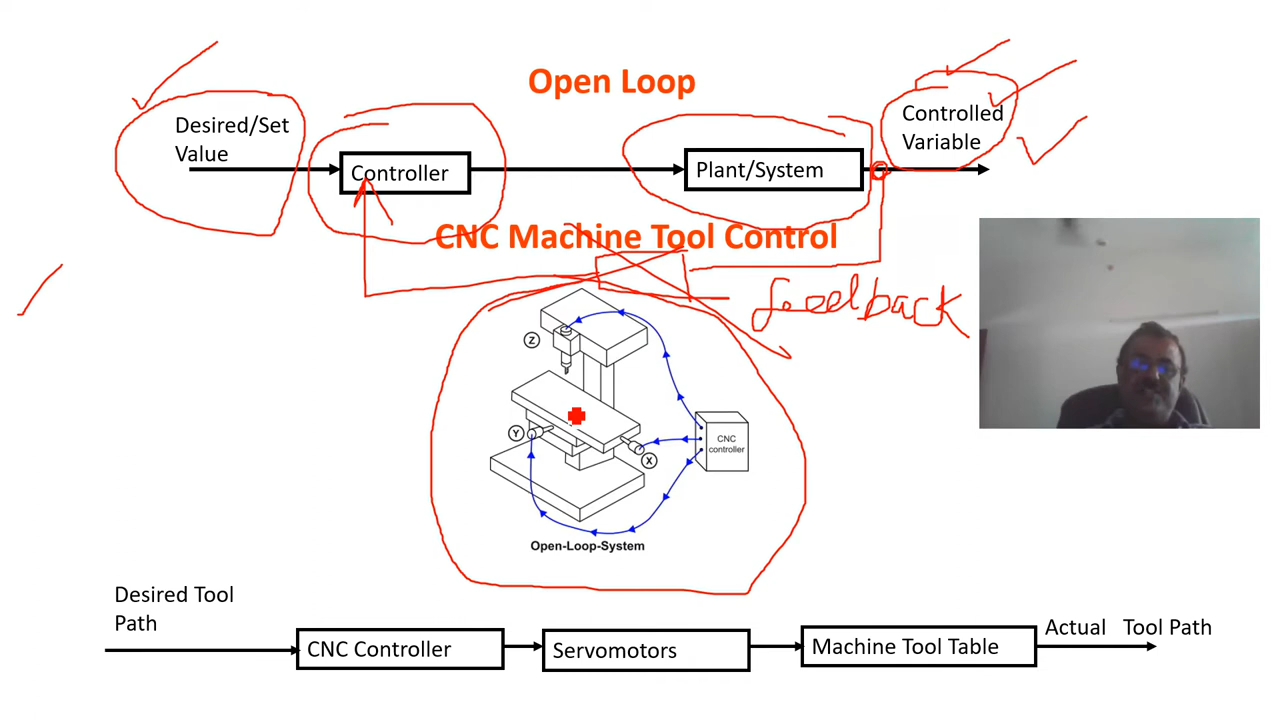 Open Loop
Desired/Set
Value
Controller
Plant/System
Controlled
Variable
CNC Machine Tool Control
feedback
Z
Y
X
CNC
controller
Open-Loop-System
Desired Tool
Path
CNC Controller
Servomotors
Machine Tool Table
Actual Tool Path